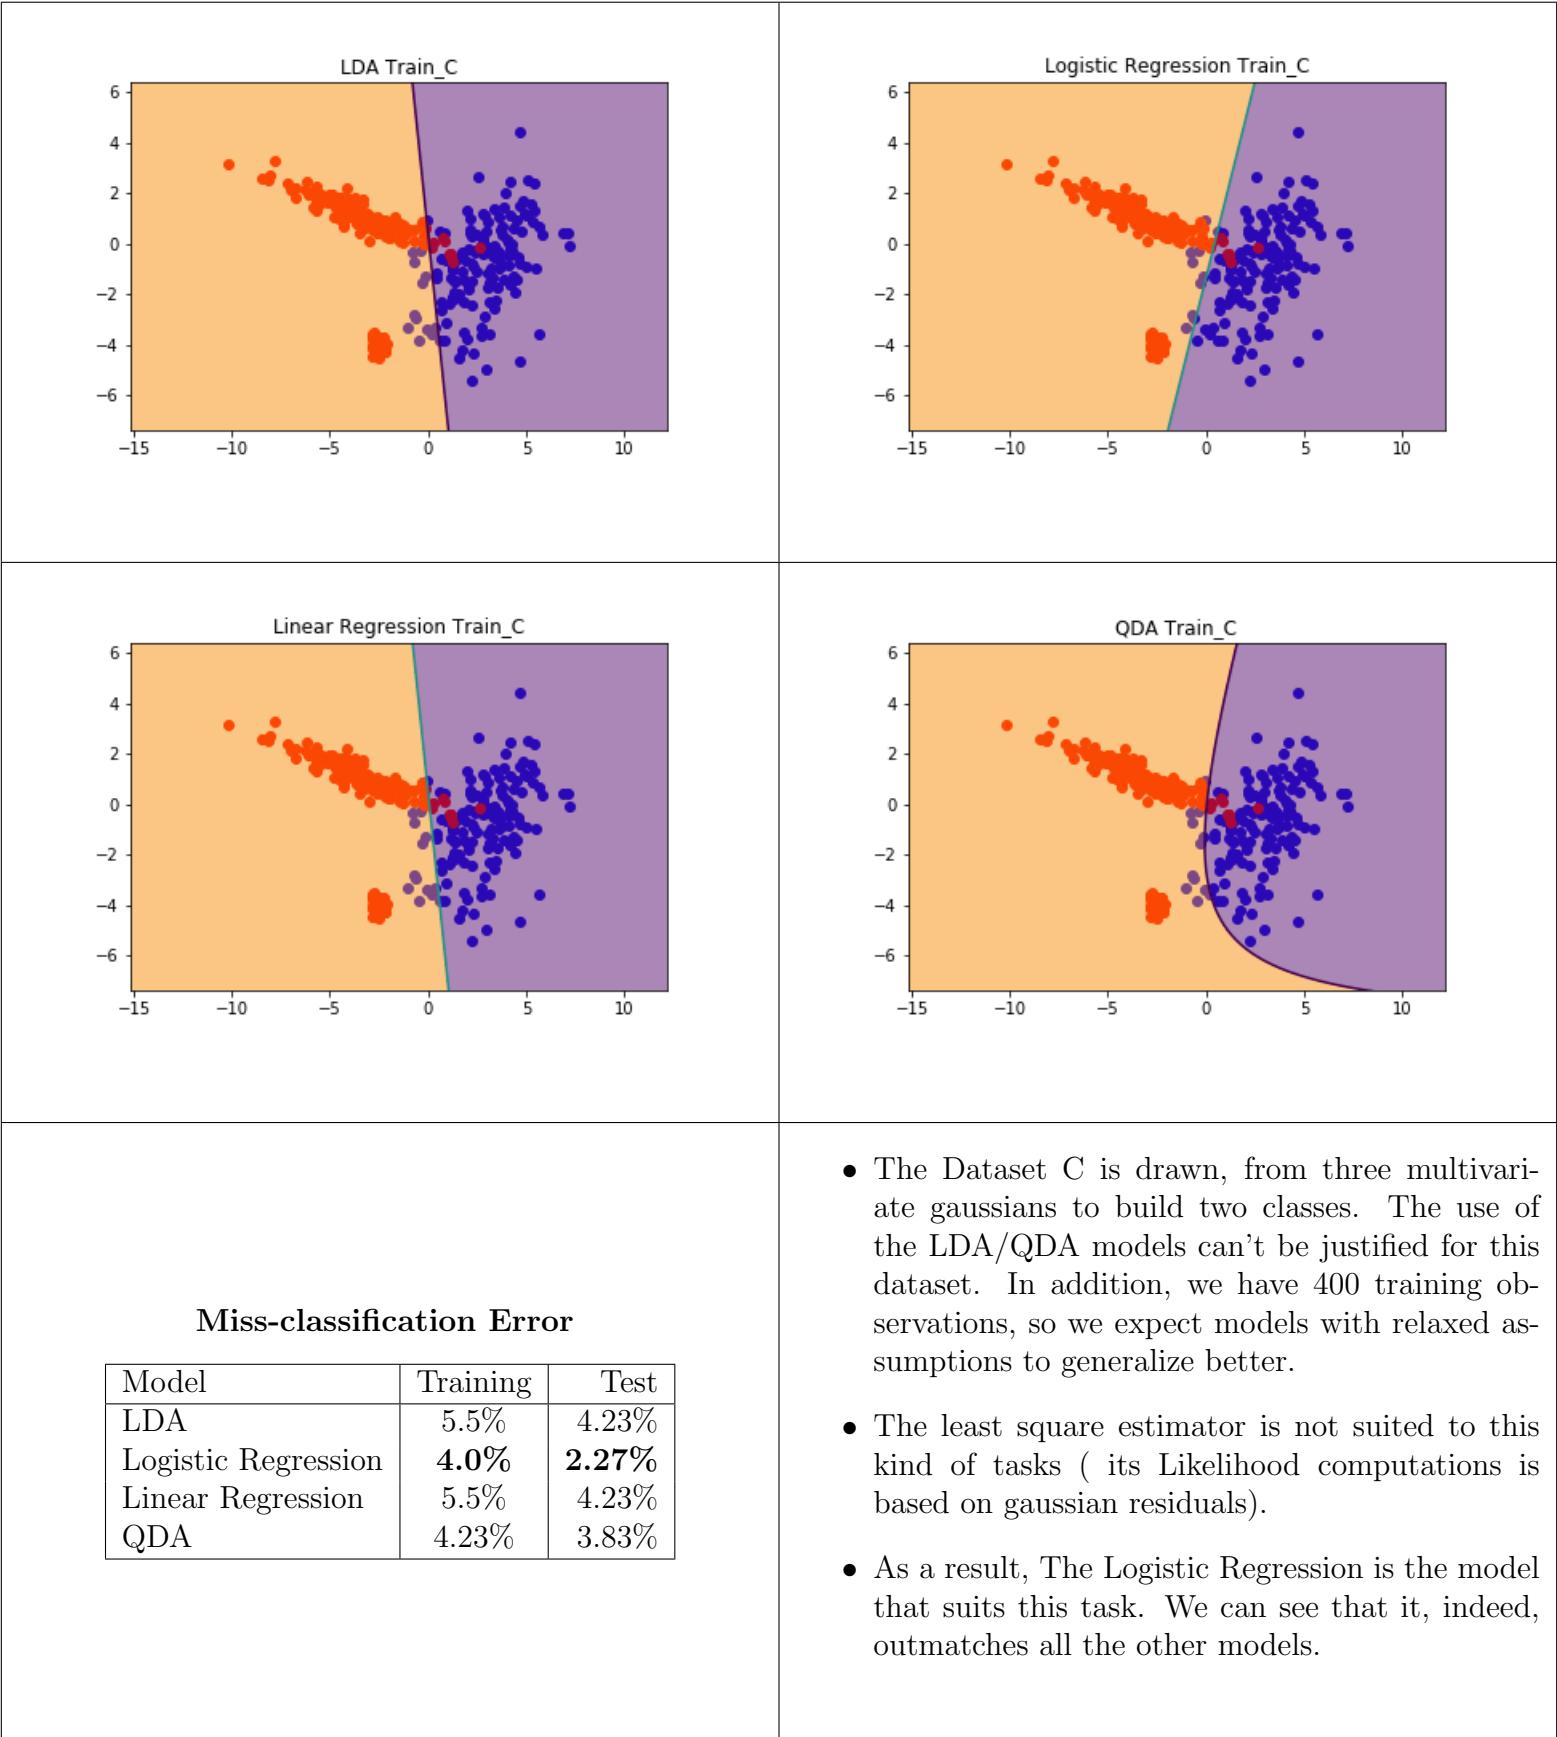 LDA Train_C
6
4
2
0
−2
−4
−6
−15 −10 −5 0 5 10
Logistic Regression Train_C
6
4
2
0
−2
−4
−6
−15 −10 −5 0 5 10
Linear Regression Train_C
6
4
2
0
−2
−4
−6
−15 −10 −5 0 5 10
QDA Train_C
6
4
2
0
−2
−4
−6
−15 −10 −5 0 5 10
Miss-classification Error
Model Training Test
LDA 5.5% 4.23%
Logistic Regression 4.0% 2.27%
Linear Regression 5.5% 4.23%
QDA 4.23% 3.83%
• The Dataset C is drawn, from three multivari-
ate gaussians to build two classes. The use of
the LDA/QDA models can't be justified for this
dataset. In addition, we have 400 training ob-
servations, so we expect models with relaxed as-
sumptions to generalize better.
• The least square estimator is not suited to this
kind of tasks ( its Likelihood computations is
based on gaussian residuals).
• As a result, The Logistic Regression is the model
that suits this task. We can see that it, indeed,
outmatches all the other models.